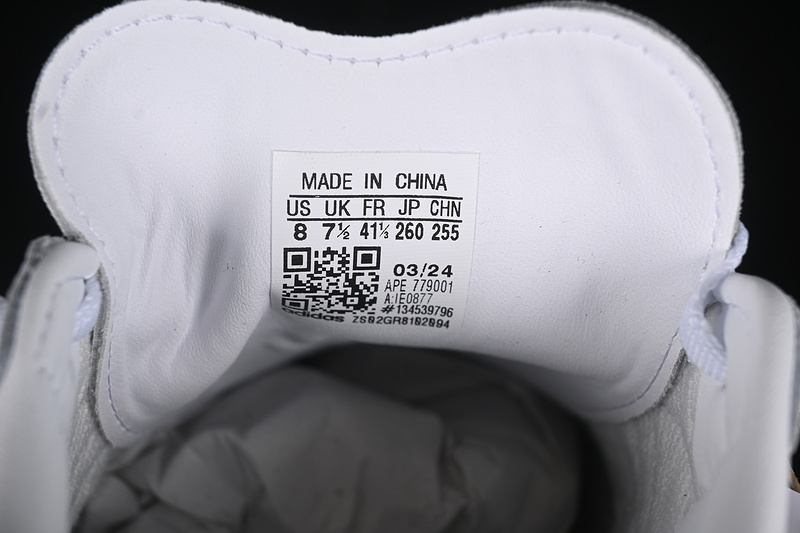 MADE IN CHINA
US UK FR JP CHN
8 7½ 41⅓ 260 255
03/24
APE 779001
A:IE0877
#134539796
adidas ZS02GR8102094